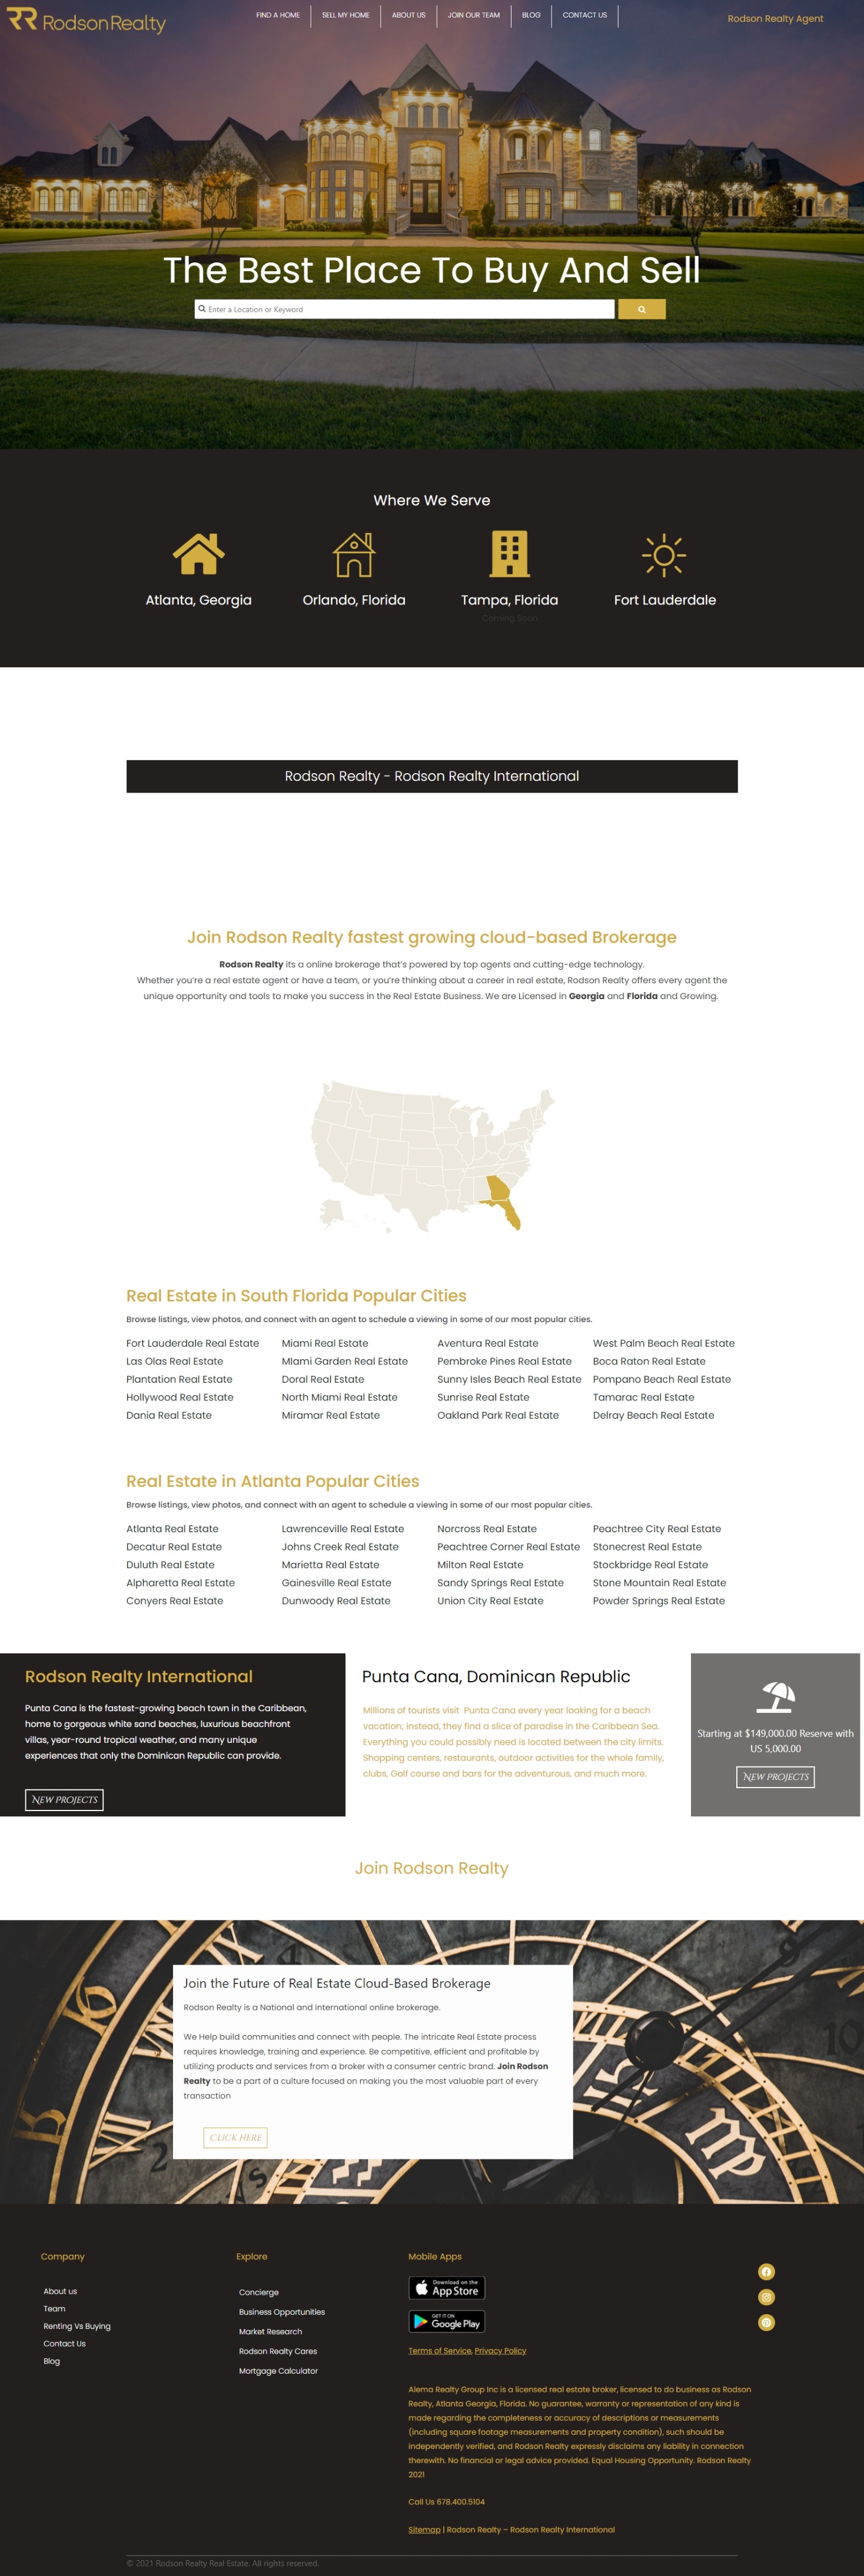 RR RodsonRealty
FIND A HOME
SELL MY HOME
ABOUT US
JOIN OUR TEAM
BLOG
CONTACT US
Rodson Realty Agent
The Best Place To Buy And Sell
Enter a Location or Keyword
Where We Serve
Atlanta, Georgia
Orlando, Florida
Tampa, Florida
Coming Soon
Fort Lauderdale
Rodson Realty - Rodson Realty International
Join Rodson Realty fastest growing cloud-based Brokerage
Rodson Realty its a online brokerage that's powered by top agents and cutting-edge technology.
Whether you're a real estate agent or have a team, or you're thinking about a career in real estate, Rodson Realty offers every agent the
unique opportunity and tools to make you success in the Real Estate Business. We are Licensed in Georgia and Florida and Growing.
Real Estate in South Florida Popular Cities
Browse listings, view photos, and connect with an agent to schedule a viewing in some of our most popular cities.
Fort Lauderdale Real Estate
Las Olas Real Estate
Plantation Real Estate
Hollywood Real Estate
Dania Real Estate
Miami Real Estate
MIami Garden Real Estate
Doral Real Estate
North Miami Real Estate
Miramar Real Estate
Aventura Real Estate
Pembroke Pines Real Estate
Sunny Isles Beach Real Estate
Sunrise Real Estate
Oakland Park Real Estate
West Palm Beach Real Estate
Boca Raton Real Estate
Pompano Beach Real Estate
Tamarac Real Estate
Delray Beach Real Estate
Real Estate in Atlanta Popular Cities
Browse listings, view photos, and connect with an agent to schedule a viewing in some of our most popular cities.
Atlanta Real Estate
Decatur Real Estate
Duluth Real Estate
Alpharetta Real Estate
Conyers Real Estate
Lawrenceville Real Estate
Johns Creek Real Estate
Marietta Real Estate
Gainesville Real Estate
Dunwoody Real Estate
Norcross Real Estate
Peachtree Corner Real Estate
Milton Real Estate
Sandy Springs Real Estate
Union City Real Estate
Peachtree City Real Estate
Stonecrest Real Estate
Stockbridge Real Estate
Stone Mountain Real Estate
Powder Springs Real Estate
Rodson Realty International
Punta Cana is the fastest-growing beach town in the Caribbean,
home to gorgeous white sand beaches, luxurious beachfront
villas, year-round tropical weather, and many unique
experiences that only the Dominican Republic can provide.
New projects
Punta Cana, Dominican Republic
Millions of tourists visit Punta Cana every year looking for a beach
vacation; instead, they find a slice of paradise in the Caribbean Sea.
Everything you could possibly need is located between the city limits.
Shopping centers, restaurants, outdoor activities for the whole family,
clubs, Golf course and bars for the adventurous, and much more.
Starting at $149,000.00 Reserve with
US 5,000.00
New projects
Join Rodson Realty
Join the Future of Real Estate Cloud-Based Brokerage
Rodson Realty is a National and International online brokerage.
We Help build communities and connect with people. The intricate Real Estate process
requires knowledge, training and experience. Be competitive, efficient and profitable by
utilizing products and services from a broker with a consumer centric brand. Join Rodson
Realty to be a part of a culture focused on making you the most valuable part of every
transaction
Click here
Company
About us
Team
Renting Vs Buying
Contact Us
Blog
Explore
Concierge
Business Opportunities
Market Research
Rodson Realty Cares
Mortgage Calculator
Mobile Apps
Download on the
App Store
GET IT ON
Google Play
Terms of Service, Privacy Policy
Alema Realty Group Inc is a licensed real estate broker, licensed to do business as Rodson
Realty, Atlanta Georgia, Florida. No guarantee, warranty or representation of any kind is
made regarding the completeness or accuracy of descriptions or measurements
(including square footage measurements and property condition), such should be
independently verified, and Rodson Realty expressly disclaims any liability in connection
therewith. No financial or legal advice provided. Equal Housing Opportunity. Rodson Realty
2021
Call Us 678.400.5104
Sitemap | Rodson Realty – Rodson Realty International
© 2021 Rodson Realty Real Estate. All rights reserved.